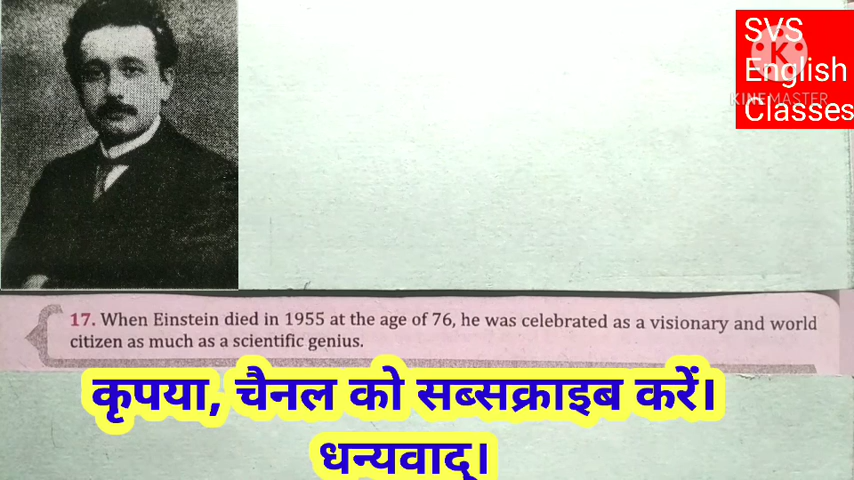 SVS
English
Classes
K
KINEMASTER
17. When Einstein died in 1955 at the age of 76, he was celebrated as a visionary and world
citizen as much as a scientific genius.
कृपया, चैनल को सब्सक्राइब करें।
धन्यवाद्।